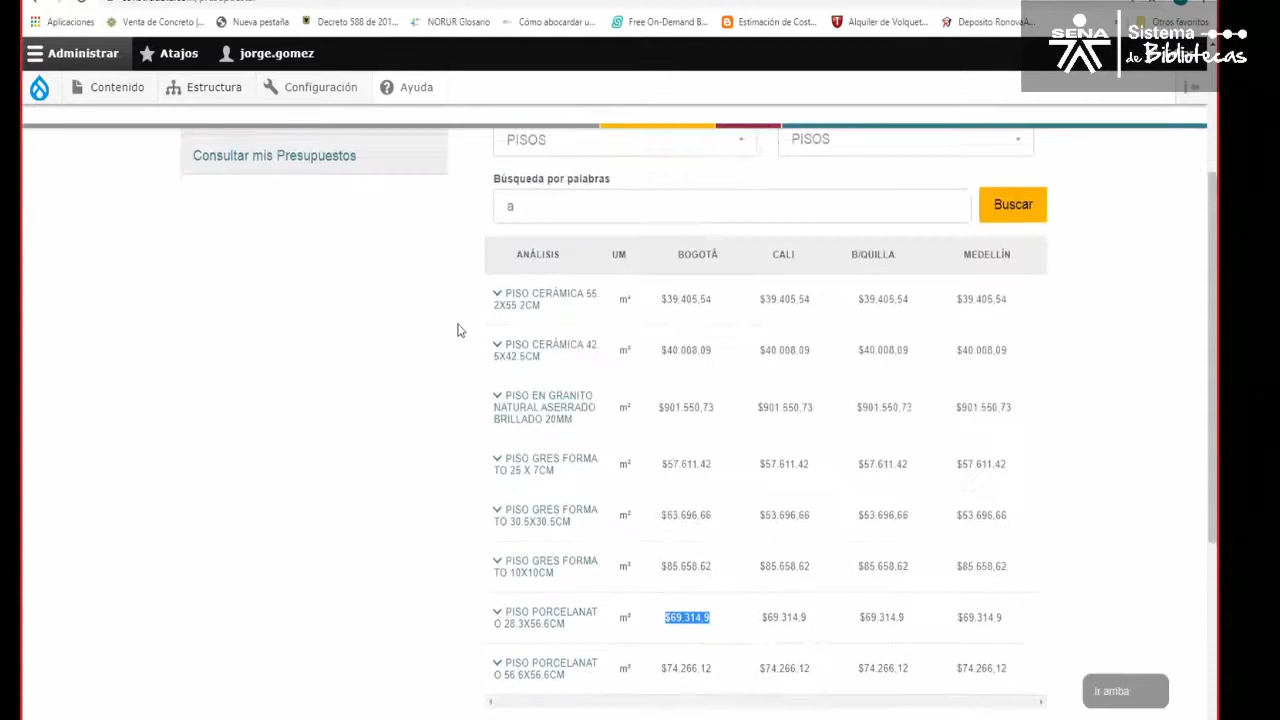 Aplicaciones Venta de Concreto |... Nueva pestaña Decreto 588 de 201... NORUR Glosario Cómo abocardar u... Free On-Demand B... Estimación de Cost... Alquiler de Volquet... Deposito RonovA... Otros favoritos
SENA Sistema de Bibliotecas
Administrar Atajos jorge.gomez
Contenido Estructura Configuración Ayuda
PISOS PISOS
Consultar mis Presupuestos
Búsqueda por palabras
a Buscar
ANÁLISIS UM BOGOTÁ CALI B/QUILLA MEDELLÍN
PISO CERÁMICA 55.
2X55.2CM m² $39.405,54 $39.405,54 $39.405,54 $39.405,54
PISO CERÁMICA 42.
5X42.5CM m² $40.008,09 $40.008,09 $40.008,09 $40.008,09
PISO EN GRANITO
NATURAL ASERRADO m² $901.550,73 $901.550,73 $901.550,73 $901.550,73
BRILLADO 20MM
PISO GRES FORMA
TO 25 X 7CM m² $57.611,42 $57.611,42 $57.611,42 $57.611,42
PISO GRES FORMA
TO 30.5X30.5CM m² $53.696,66 $53.696,66 $53.696,66
PISO GRES FORMA
TO 10X10CM m² $85.658,62 $85.658,62 $85.658,62 $85.658,62
PISO PORCELANAT
O 28.3X56.6CM m² $69.314,9 $69.314,9 $69.314,9 $69.314,9
PISO PORCELANAT
O 56.6X56.6CM m² $74.266,12 $74.266,12 $74.266,12 $74.266,12
Ir arriba